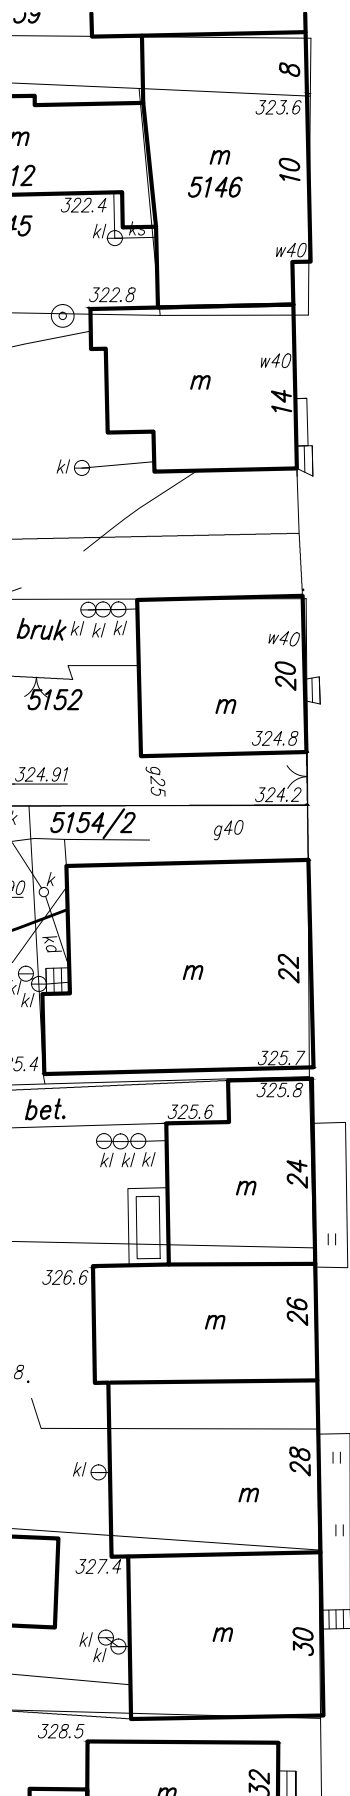 8
323.6
m
10
m
5146
12
322.4
45
kl
ks
w40
322.8
w40
m
14
kl
bruk
kl kl kl
w40
20
5152
m
324.8
324.91
g25
324.2
k
5154/2
g40
k
kd
m
22
kl
kl
325.7
325.8
bet.
325.6
kl kl kl
24
m
326.6
26
m
8.
28
kl
m
327.4
kl
m
30
kl
328.5
32
m